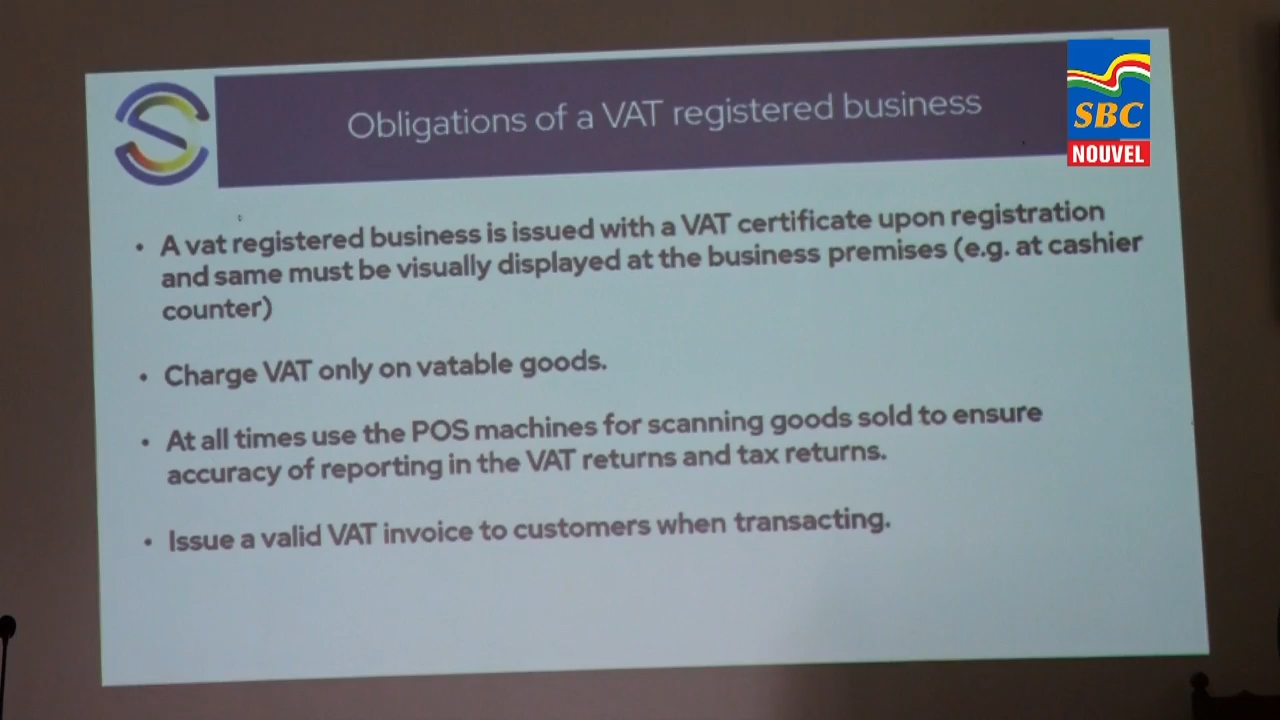 Obligations of a VAT registered business
SBC
NOUVEL
• A vat registered business is issued with a VAT certificate upon registration
and same must be visually displayed at the business premises (e.g. at cashier
counter)
• Charge VAT only on vatable goods.
• At all times use the POS machines for scanning goods sold to ensure
accuracy of reporting in the VAT returns and tax returns.
• Issue a valid VAT invoice to customers when transacting.